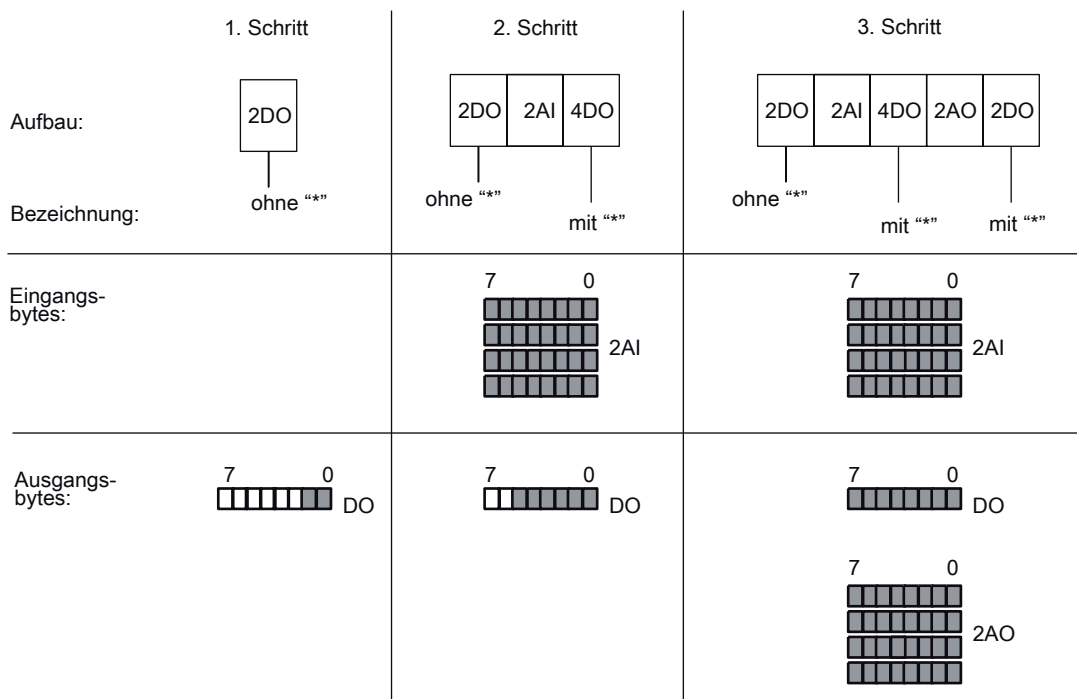 1. Schritt 2. Schritt 3. Schritt
Aufbau: 2DO 2DO 2AI 4DO 2DO 2AI 4DO 2AO 2DO
Bezeichnung: ohne “*” ohne “*” mit “*” ohne “*” mit “*” mit “*”
Eingangs-
bytes:
7 0 7 0
2AI 2AI
Ausgangs-
bytes:
7 0 7 0 7 0
DO DO DO
7 0
2AO